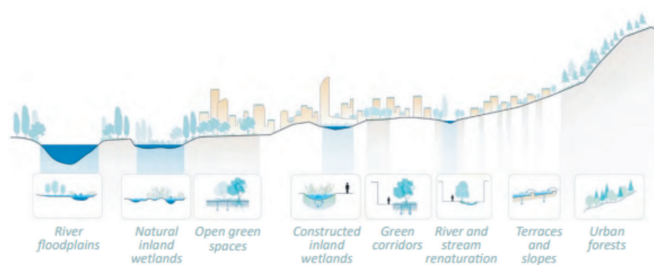 River
floodplains
Natural
inland
wetlands
Open green
spaces
Constructed
inland
wetlands
Green
corridors
River and
stream
renaturation
Terraces
and
slopes
Urban
forests